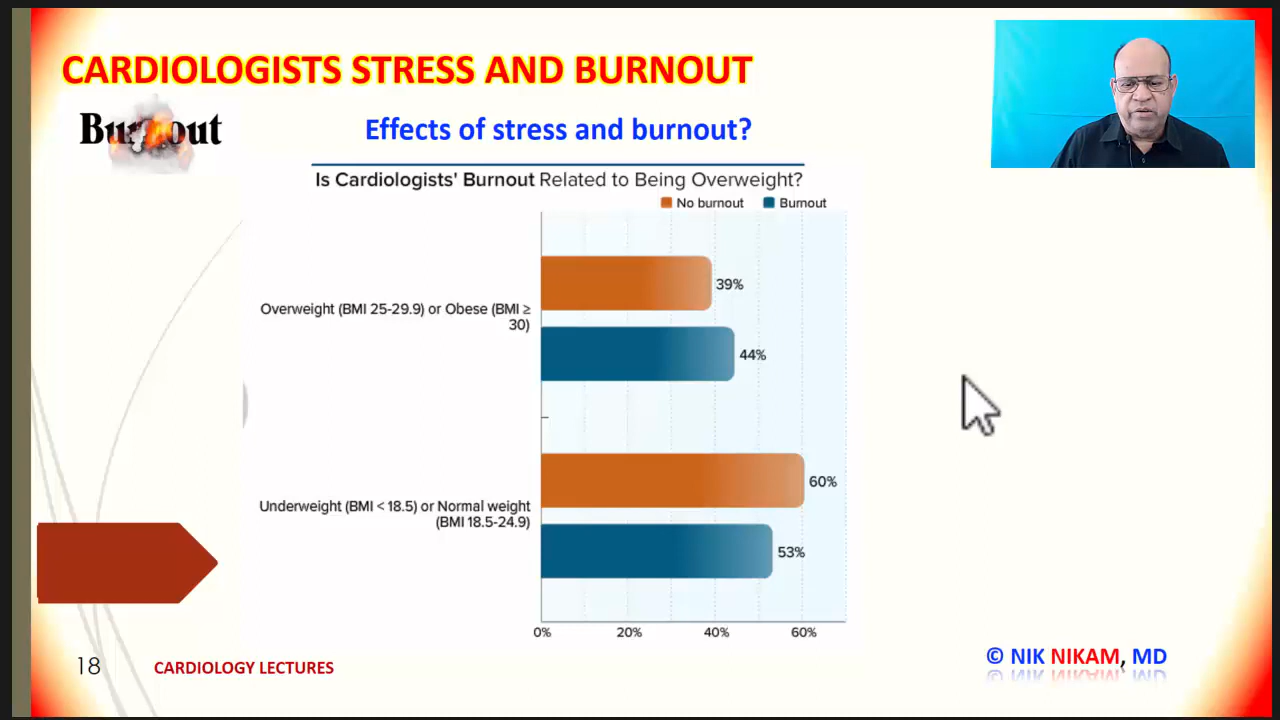 CARDIOLOGISTS STRESS AND BURNOUT
Burnout
Effects of stress and burnout?
Is Cardiologists' Burnout Related to Being Overweight?
No burnout
Burnout
Overweight (BMI 25-29.9) or Obese (BMI ≥
30)
39%
44%
Underweight (BMI < 18.5) or Normal weight
(BMI 18.5-24.9)
60%
53%
0%
20%
40%
60%
18
CARDIOLOGY LECTURES
© NIK NIKAM, MD